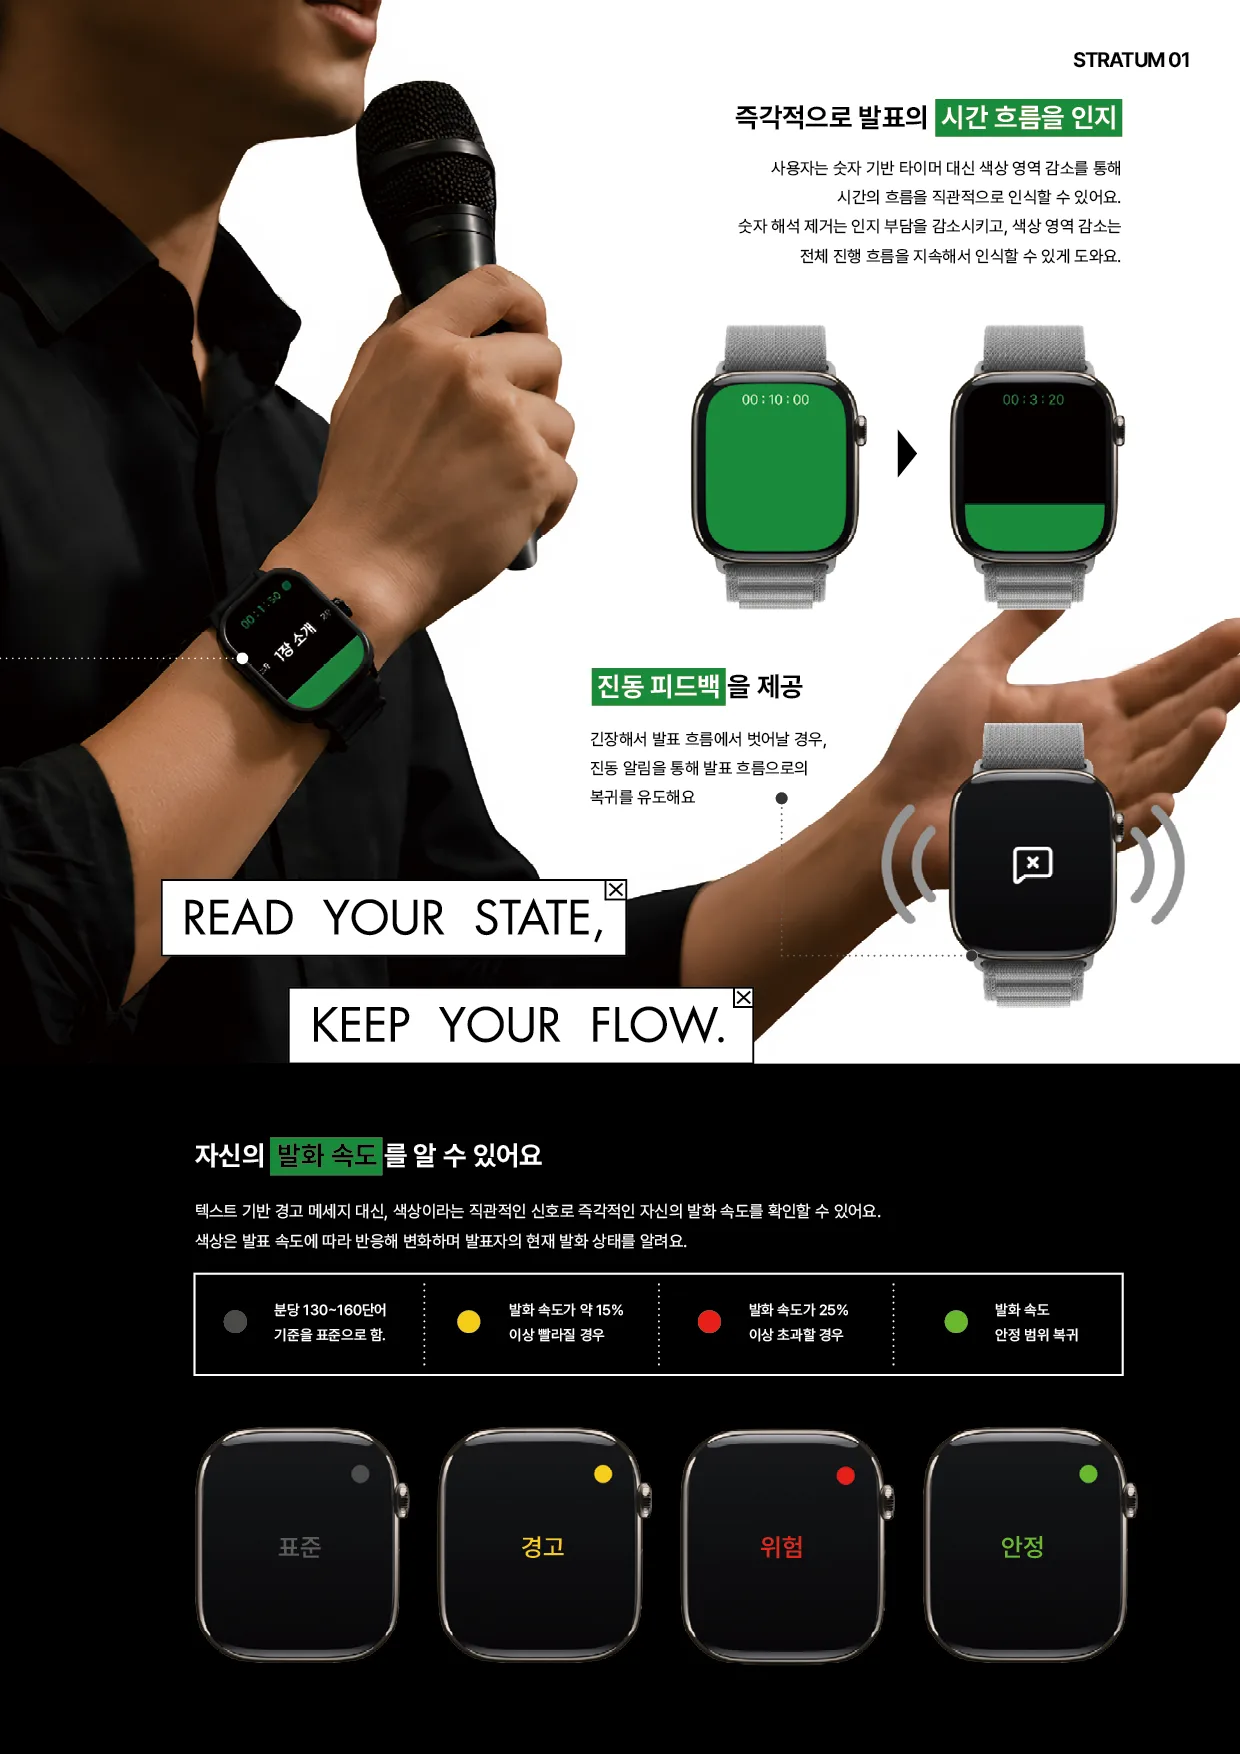 STRATUM 01
즉각적으로 발표의 시간 흐름을 인지
사용자는 숫자 기반 타이머 대신 색상 영역 감소를 통해
시간의 흐름을 직관적으로 인식할 수 있어요.
숫자 해석 제거는 인지 부담을 감소시키고, 색상 영역 감소는
전체 진행 흐름을 지속해서 인식할 수 있게 도와요.
00 : 10 : 00
00 : 3 : 20
1장 소개
진동 피드백을 제공
긴장해서 발표 흐름에서 벗어날 경우,
진동 알림을 통해 발표 흐름으로의
복귀를 유도해요
READ YOUR STATE,
KEEP YOUR FLOW.
자신의 발화 속도를 알 수 있어요
텍스트 기반 경고 메세지 대신, 색상이라는 직관적인 신호로 즉각적인 자신의 발화 속도를 확인할 수 있어요.
색상은 발표 속도에 따라 반응해 변화하며 발표자의 현재 발화 상태를 알려요.
분당 130~160단어
기준을 표준으로 함.
발화 속도가 약 15%
이상 빨라질 경우
발화 속도가 25%
이상 초과할 경우
발화 속도
안정 범위 복귀
표준
경고
위험
안정